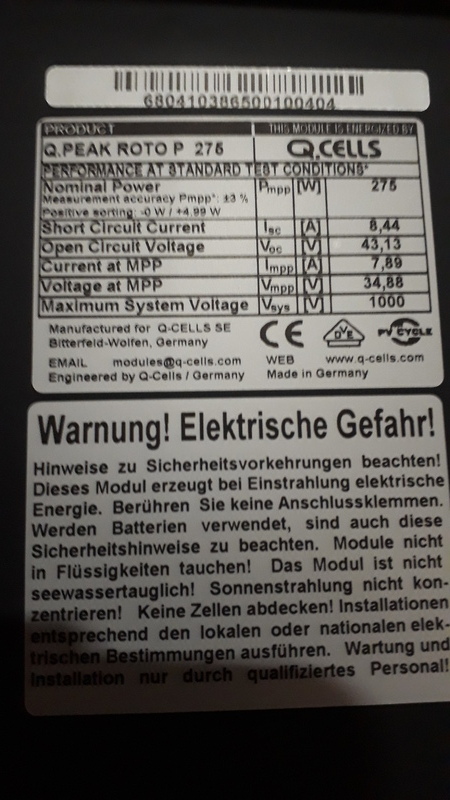 680410386500100404
PRODUCT THIS MODULE IS ENERGIZED BY
Q.PEAK ROTO P 275 Q.CELLS
PERFORMANCE AT STANDARD TEST CONDITIONS*
Nominal Power Pmpp [W] 275
Measurement accuracy Pmpp*: ±3 %
Positive sorting: -0 W / +4.99 W
Short Circuit Current Isc [A] 8,44
Open Circuit Voltage Voc [V] 43,13
Current at MPP Impp [A] 7,89
Voltage at MPP Vmpp [V] 34,88
Maximum System Voltage Vsys [V] 1000
Manufactured for Q-CELLS SE
Bitterfeld-Wolfen, Germany
CE DVE PV CYCLE
EMAIL modules@q-cells.com WEB www.q-cells.com
Engineered by Q-Cells / Germany Made in Germany
Warnung! Elektrische Gefahr!
Hinweise zu Sicherheitsvorkehrungen beachten!
Dieses Modul erzeugt bei Einstrahlung elektrische
Energie. Berühren Sie keine Anschlussklemmen.
Werden Batterien verwendet, sind auch diese
Sicherheitshinweise zu beachten. Module nicht
in Flüssigkeiten tauchen! Das Modul ist nicht
seewassertauglich! Sonnenstrahlung nicht kon-
zentrieren! Keine Zellen abdecken! Installationen
entsprechend den lokalen oder nationalen elek-
trischen Bestimmungen ausführen. Wartung und
Installation nur durch qualifiziertes Personal!